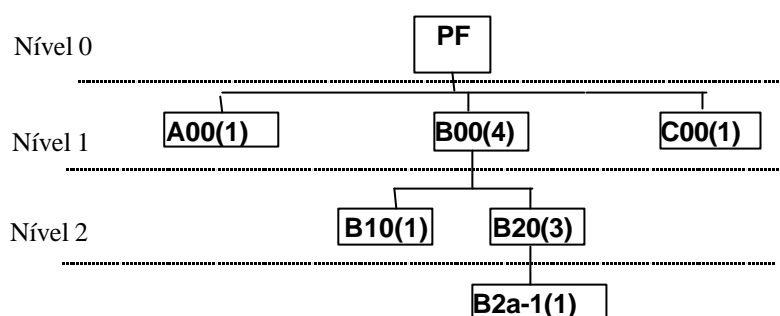 Nível 0
PF
Nível 1
A00(1)
B00(4)
C00(1)
Nível 2
B10(1)
B20(3)
B2a-1(1)